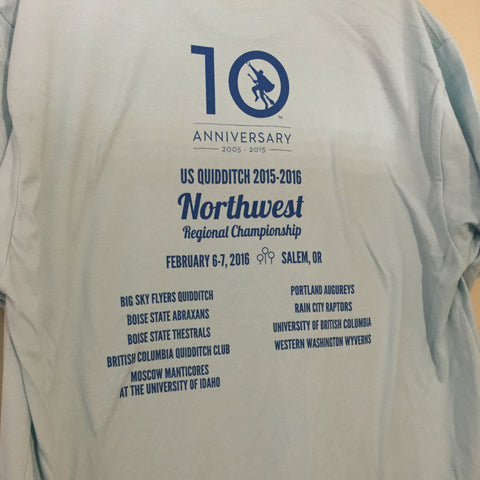 10
ANNIVERSARY
2005 - 2015
US QUIDDITCH 2015-2016
Northwest
Regional Championship
FEBRUARY 6-7, 2016 SALEM, OR
BIG SKY FLYERS QUIDDITCH
BOISE STATE ABRAXANS
BOISE STATE THESTRALS
BRITISH COLUMBIA QUIDDITCH CLUB
MOSCOW MANTICORES
AT THE UNIVERSITY OF IDAHO
PORTLAND AUGUREYS
RAIN CITY RAPTORS
UNIVERSITY OF BRITISH COLUMBIA
WESTERN WASHINGTON WYVERNS